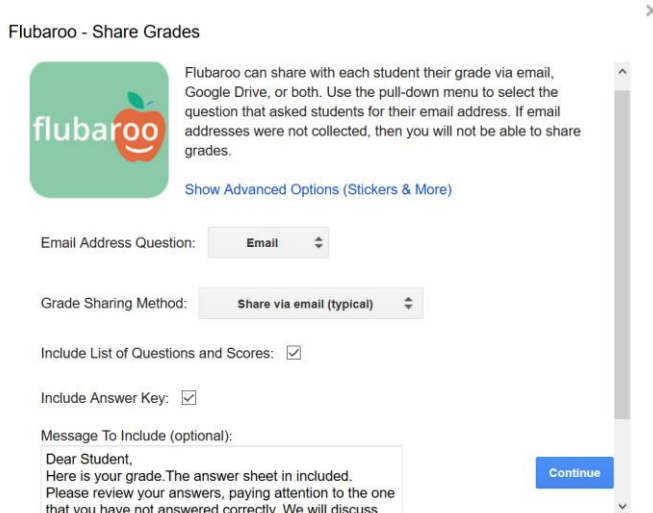 Flubaroo - Share Grades
flubaroo
Flubaroo can share with each student their grade via email,
Google Drive, or both. Use the pull-down menu to select the
question that asked students for their email address. If email
addresses were not collected, then you will not be able to share
grades.
Show Advanced Options (Stickers & More)
Email Address Question: Email
Grade Sharing Method: Share via email (typical)
Include List of Questions and Scores:
Include Answer Key:
Message To Include (optional):
Dear Student,
Here is your grade.The answer sheet in included.
Please review your answers, paying attention to the one
that you have not answered correctly. We will discuss
Continue